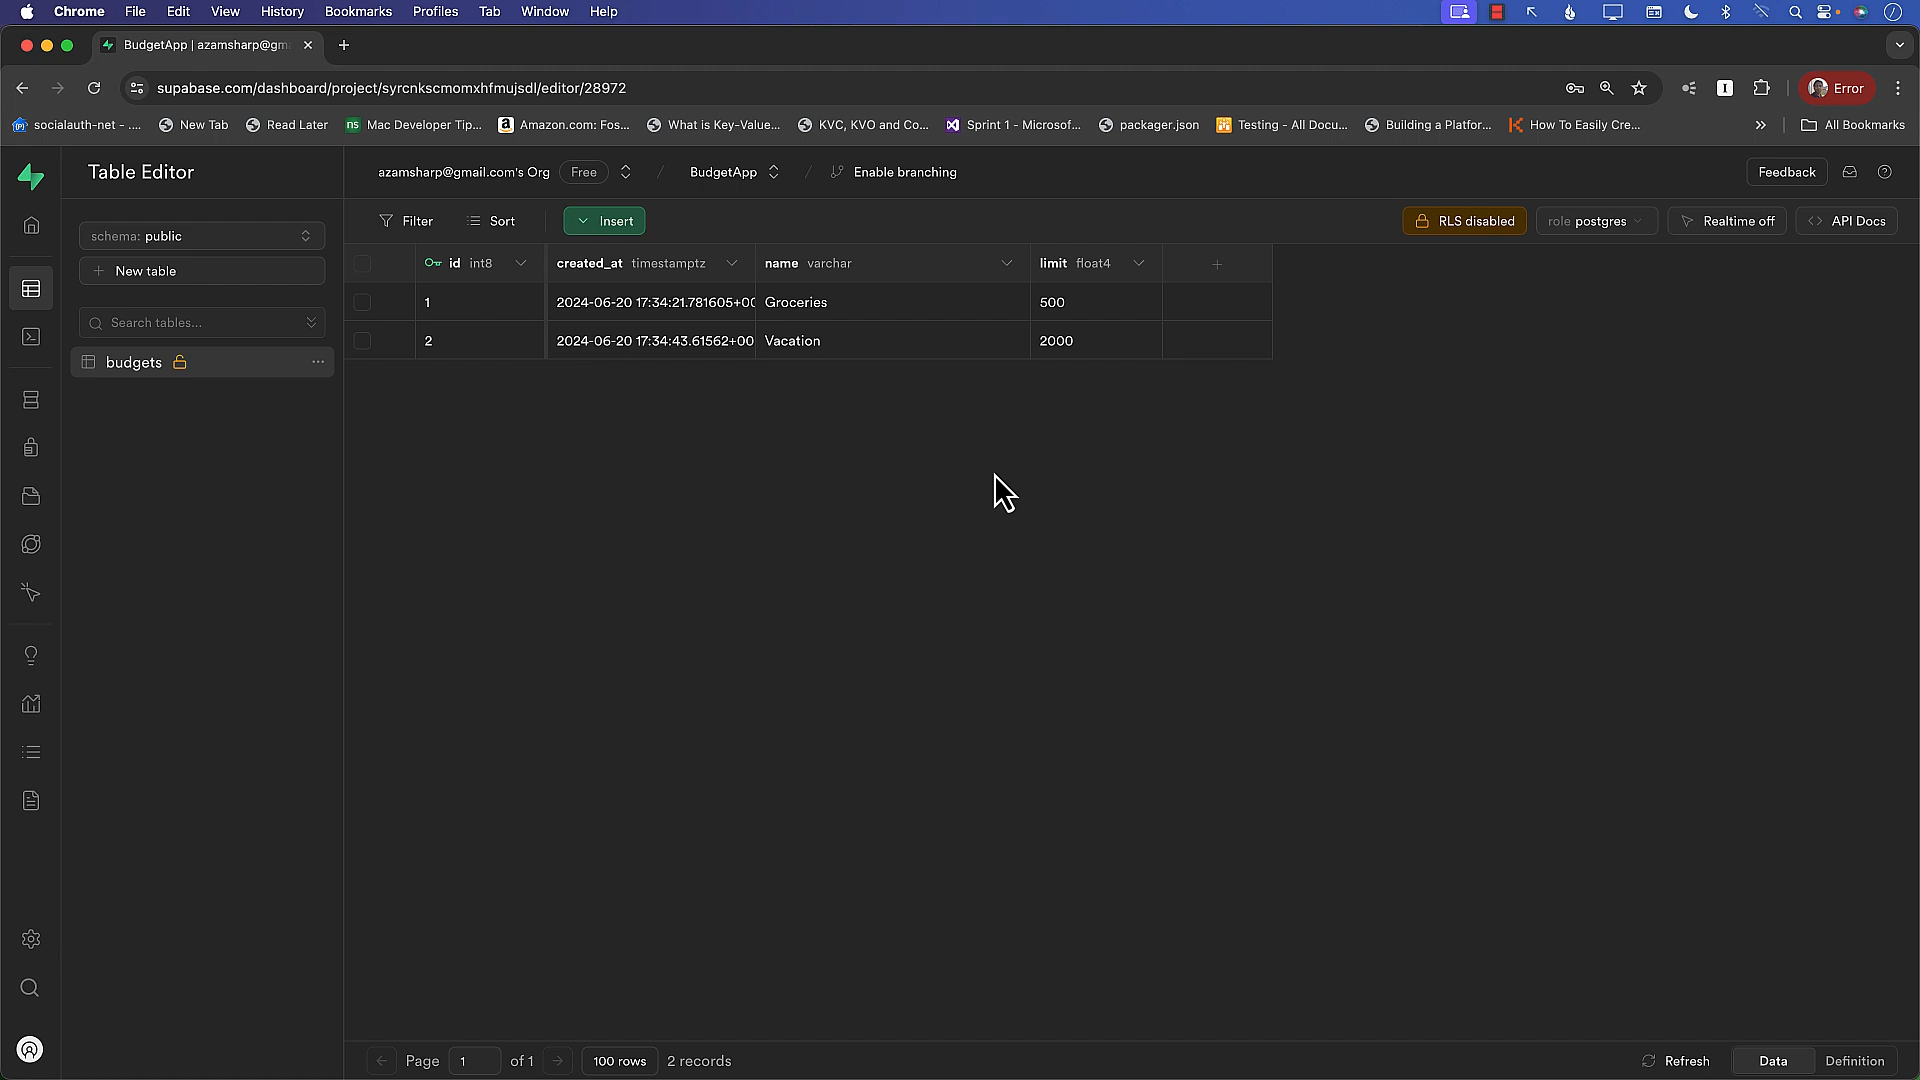 Chrome File Edit View History Bookmarks Profiles Tab Window Help
BudgetApp | azamsharp@gm
supabase.com/dashboard/project/syrcnkscmomxhfmujsdl/editor/28972
Error
socialauth-net - .... New Tab Read Later Mac Developer Tip... Amazon.com: Fos... What is Key-Value... KVC, KVO and Co... Sprint 1 - Microsof... packager.json Testing - All Docu... Building a Platfor... How To Easily Cre... All Bookmarks
Table Editor
azamsharp@gmail.com's Org Free / BudgetApp / Enable branching
Feedback
schema: public
New table
Search tables...
budgets
Filter Sort Insert
RLS disabled role postgres Realtime off API Docs
id int8 created_at timestamptz name varchar limit float4
1 2024-06-20 17:34:21.781605+00 Groceries 500
2 2024-06-20 17:34:43.61562+00 Vacation 2000
Page 1 of 1 100 rows 2 records
Refresh Data Definition